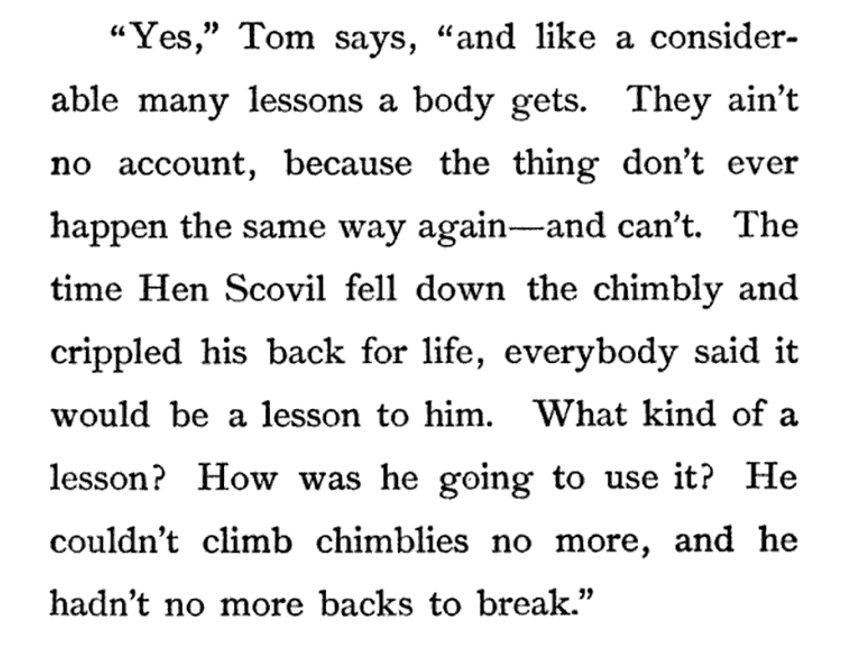 “Yes,” Tom says, “and like a consider-
able many lessons a body gets. They ain’t
no account, because the thing don’t ever
happen the same way again—and can’t. The
time Hen Scovil fell down the chimbly and
crippled his back for life, everybody said it
would be a lesson to him. What kind of a
lesson? How was he going to use it? He
couldn’t climb chimblies no more, and he
hadn’t no more backs to break.”